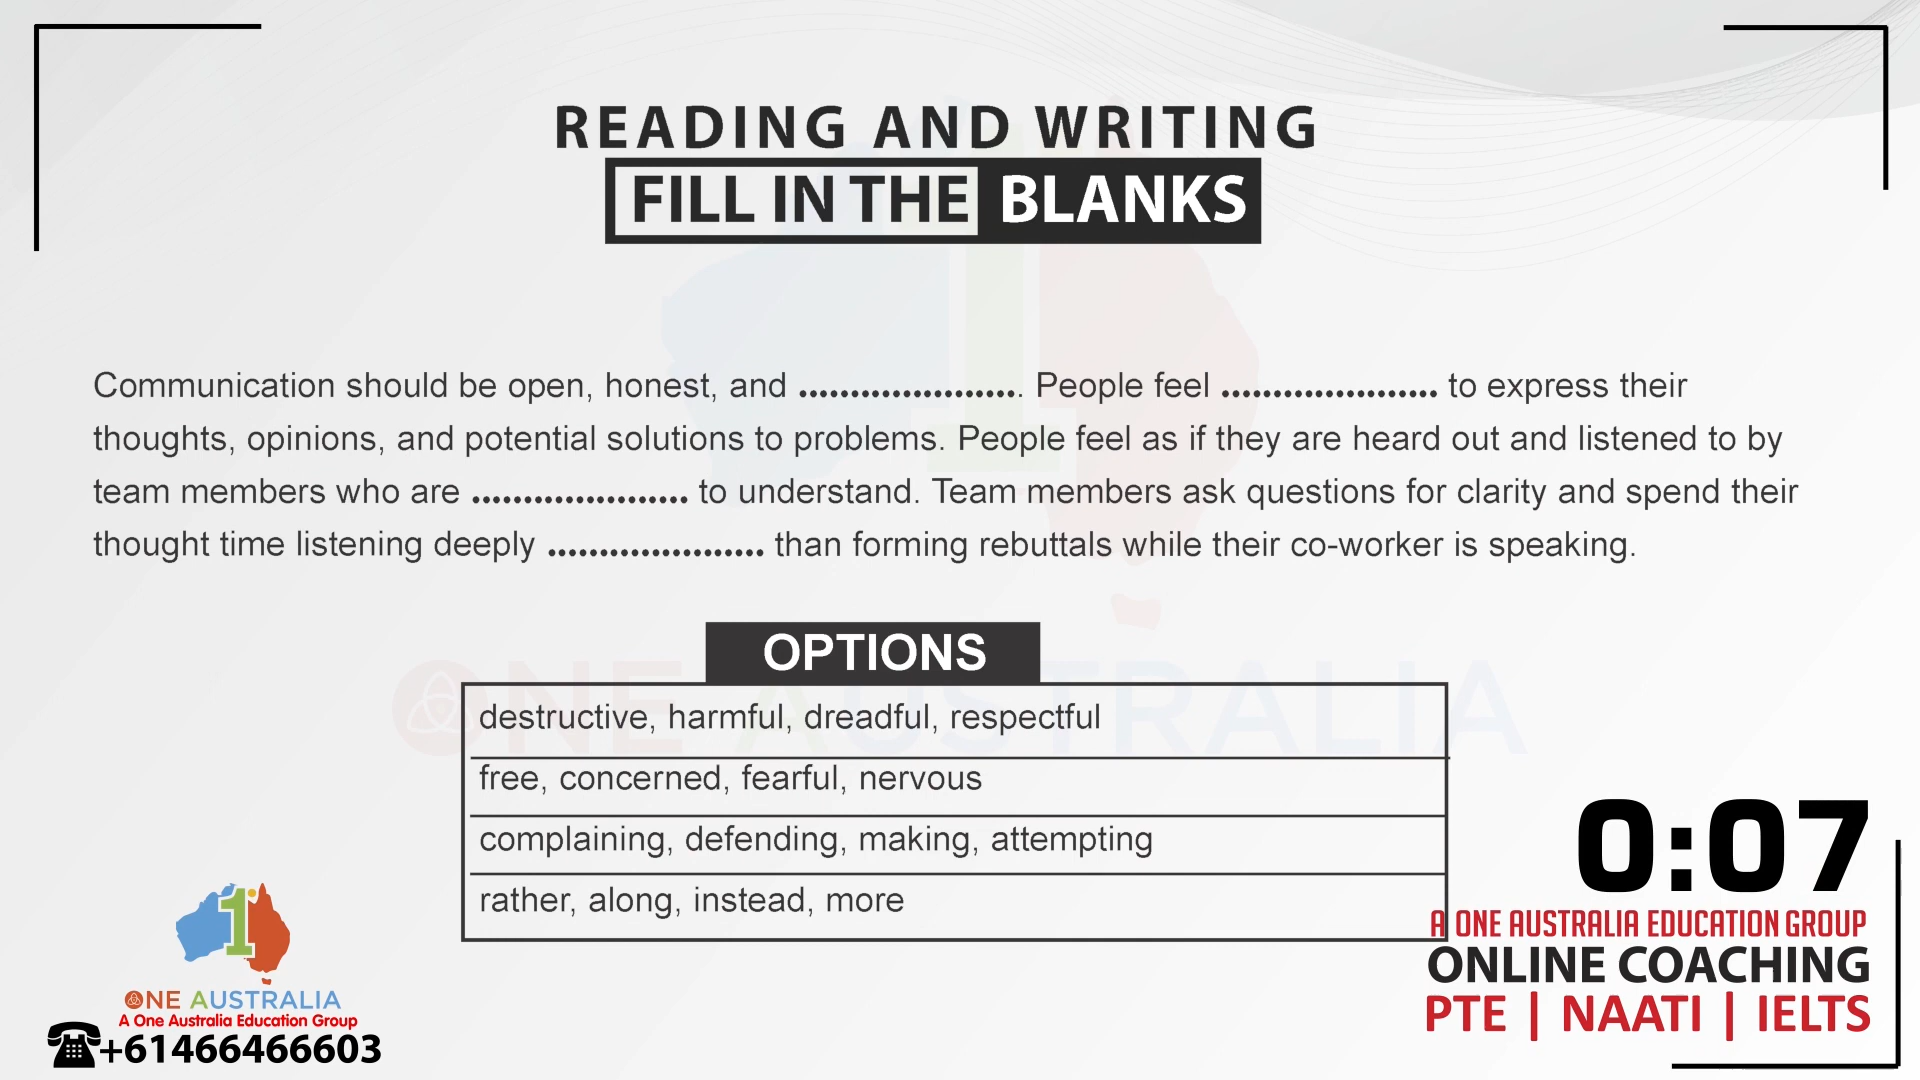 READING AND WRITING
FILL IN THE BLANKS
Communication should be open, honest, and ...................... People feel ..................... to express their
thoughts, opinions, and potential solutions to problems. People feel as if they are heard out and listened to by
team members who are ..................... to understand. Team members ask questions for clarity and spend their
thought time listening deeply ..................... than forming rebuttals while their co-worker is speaking.
OPTIONS
destructive, harmful, dreadful, respectful
free, concerned, fearful, nervous
complaining, defending, making, attempting
rather, along, instead, more
0:07
A ONE AUSTRALIA EDUCATION GROUP
ONLINE COACHING
PTE | NAATI | IELTS
1
ONE AUSTRALIA
A One Australia Education Group
+61466466603
ONE AUSTRALIA